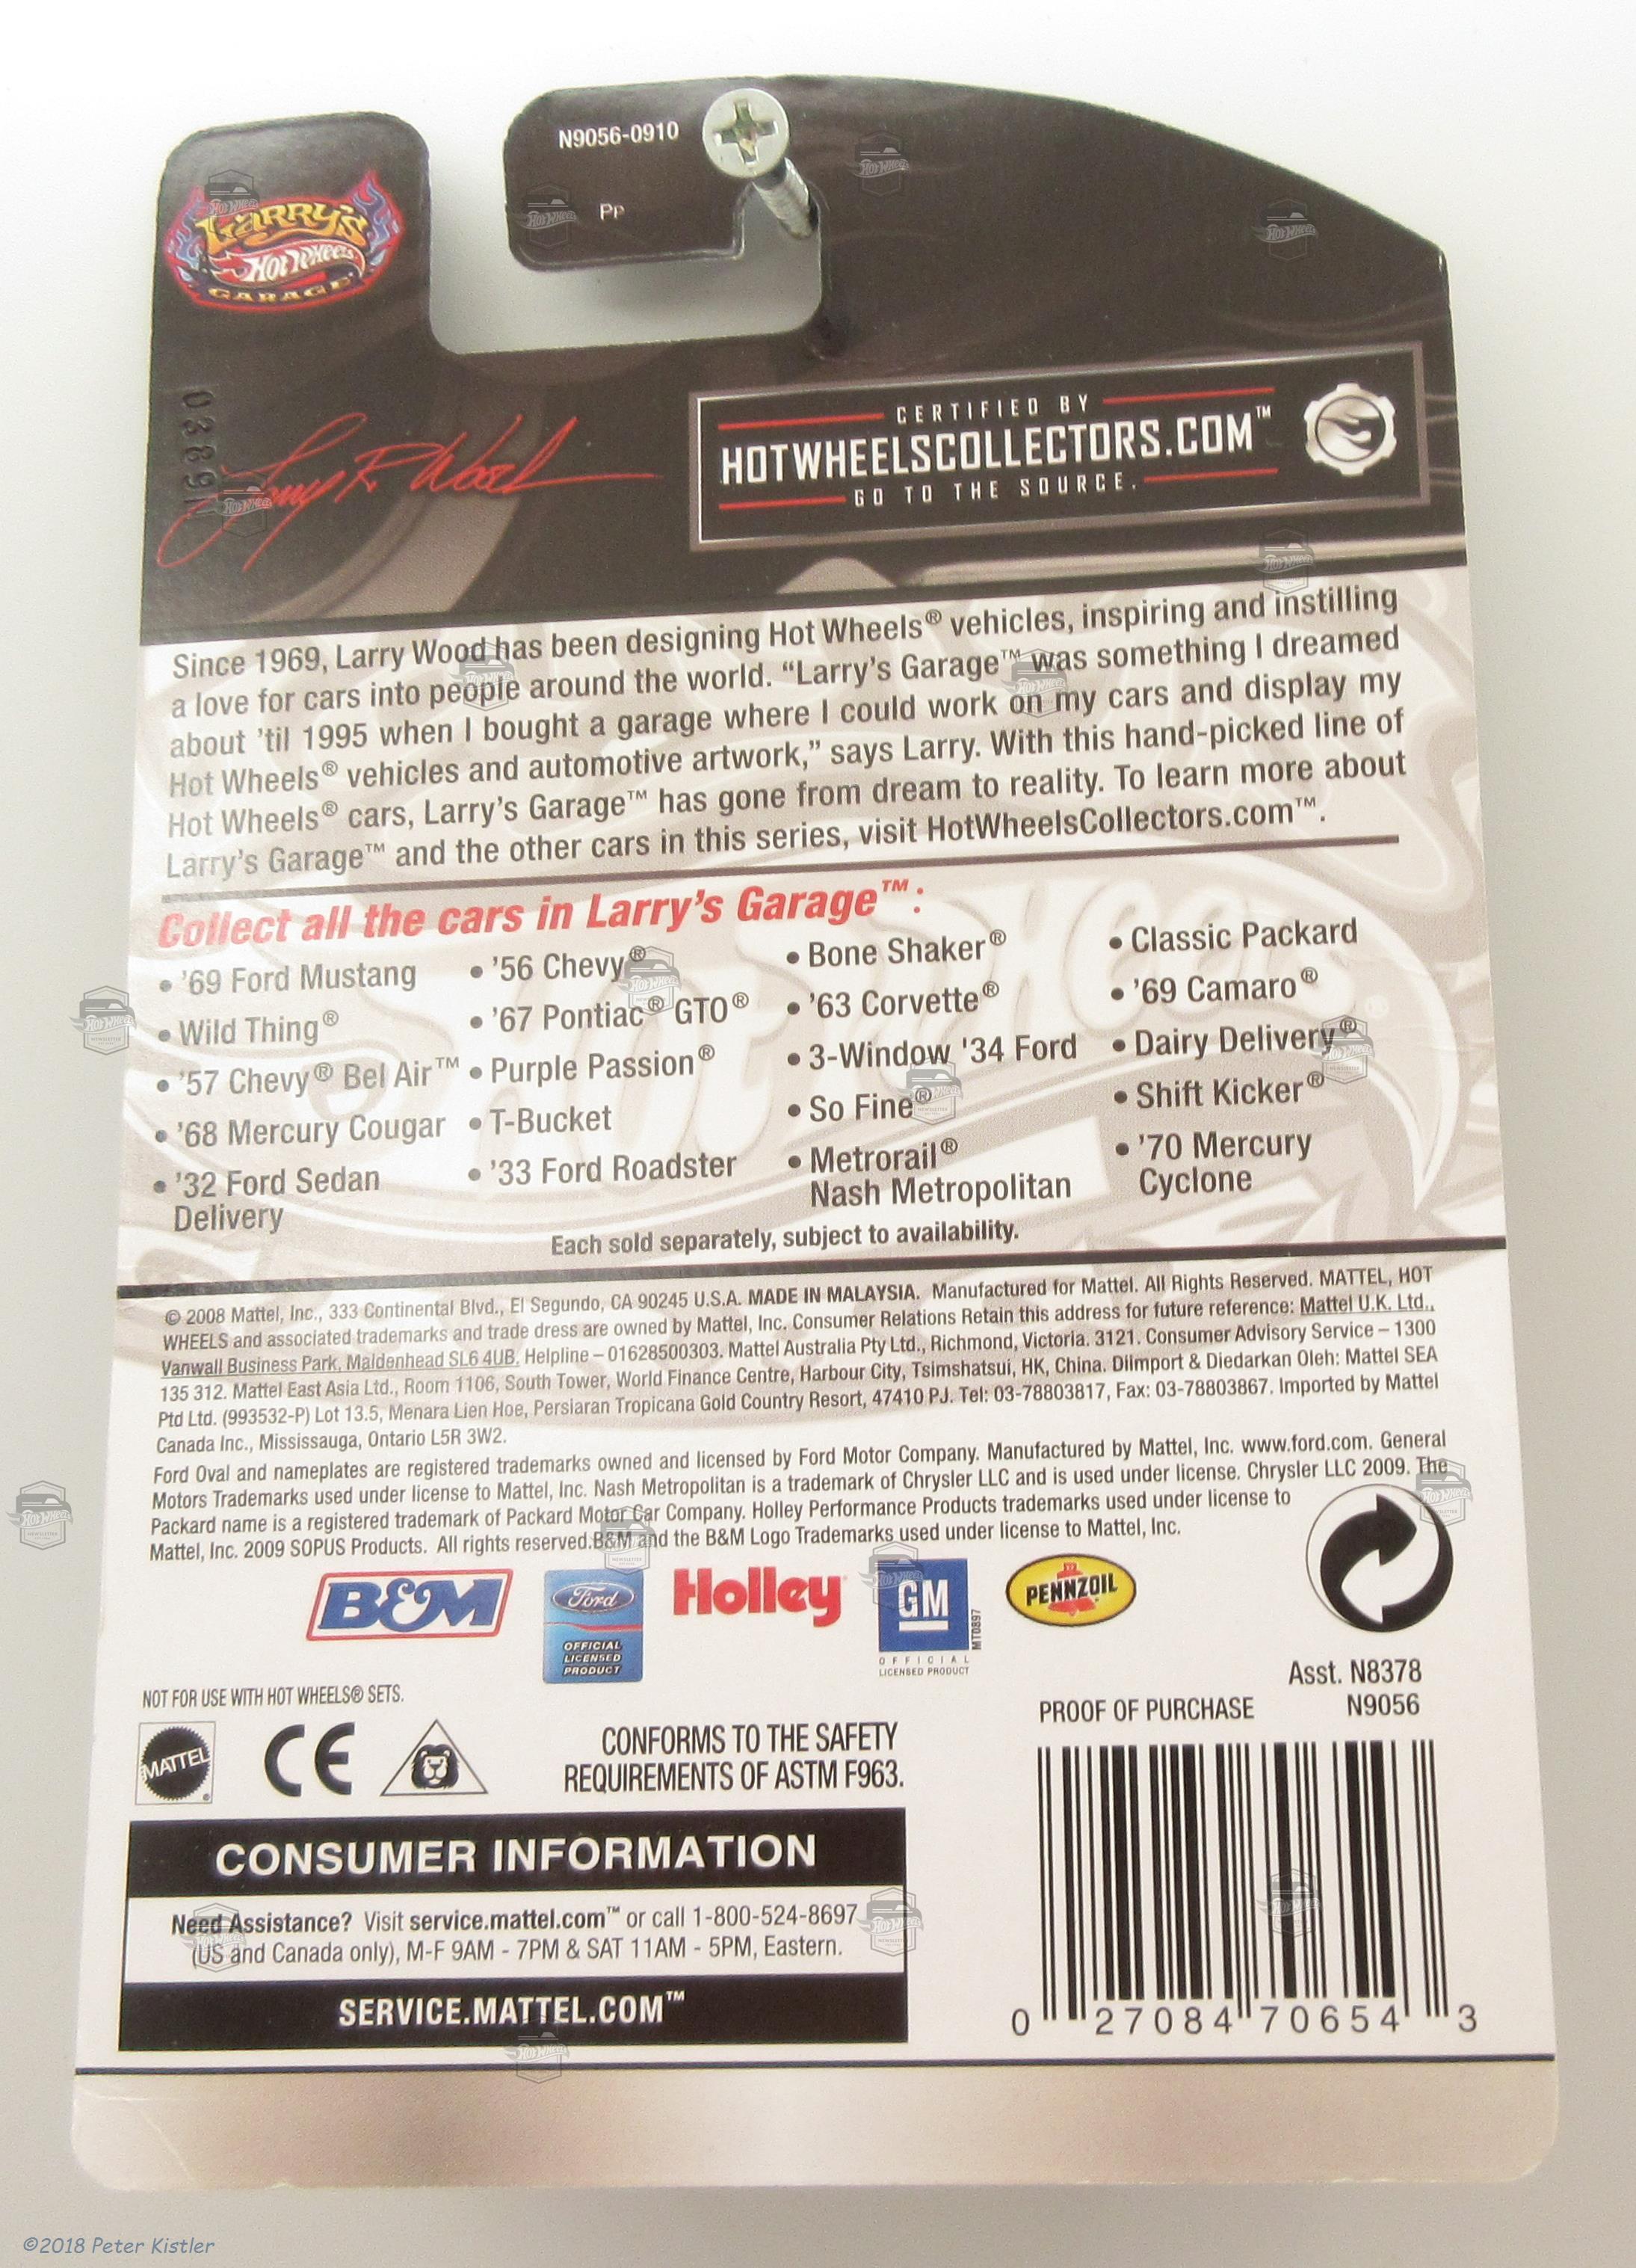 N9056-0910
PP
Larry's
Hot Wheels
GARAGE
Larry R. Wood
CERTIFIED BY
HOTWHEELSCOLLECTORS.COM™
GO TO THE SOURCE.
Since 1969, Larry Wood has been designing Hot Wheels® vehicles, inspiring and instilling
a love for cars into people around the world. “Larry’s Garage™ was something I dreamed
about ’til 1995 when I bought a garage where I could work on my cars and display my
Hot Wheels® vehicles and automotive artwork,” says Larry. With this hand-picked line of
Hot Wheels® cars, Larry’s Garage™ has gone from dream to reality. To learn more about
Larry’s Garage™ and the other cars in this series, visit HotWheelsCollectors.com™.
Collect all the cars in Larry’s Garage™:
• ’69 Ford Mustang
• Wild Thing®
• ’57 Chevy® Bel Air™
• ’68 Mercury Cougar
• ’32 Ford Sedan
Delivery
• ’56 Chevy®
• ’67 Pontiac® GTO®
• Purple Passion®
• T-Bucket
• ’33 Ford Roadster
• Bone Shaker®
• ’63 Corvette®
• 3-Window '34 Ford
• So Fine®
• Metrorail®
Nash Metropolitan
• Classic Packard
• ’69 Camaro®
• Dairy Delivery®
• Shift Kicker®
• ’70 Mercury
Cyclone
Each sold separately, subject to availability.
© 2008 Mattel, Inc., 333 Continental Blvd., El Segundo, CA 90245 U.S.A. MADE IN MALAYSIA. Manufactured for Mattel. All Rights Reserved. MATTEL, HOT
WHEELS and associated trademarks and trade dress are owned by Mattel, Inc. Consumer Relations Retain this address for future reference: Mattel U.K. Ltd.,
Vanwall Business Park, Maidenhead SL6 4UB. Helpline – 01628500303. Mattel Australia Pty Ltd., Richmond, Victoria. 3121. Consumer Advisory Service – 1300
135 312. Mattel East Asia Ltd., Room 1106, South Tower, World Finance Centre, Harbour City, Tsimshatsui, HK, China. Diimport & Diedarkan Oleh: Mattel SEA
Ptd Ltd. (993532-P) Lot 13.5, Menara Lien Hoe, Persiaran Tropicana Gold Country Resort, 47410 PJ. Tel: 03-78803817, Fax: 03-78803867. Imported by Mattel
Canada Inc., Mississauga, Ontario L5R 3W2.
Ford Oval and nameplates are registered trademarks owned and licensed by Ford Motor Company. Manufactured by Mattel, Inc. www.ford.com. General
Motors Trademarks used under license to Mattel, Inc. Nash Metropolitan is a trademark of Chrysler LLC and is used under license. Chrysler LLC 2009. The
Packard name is a registered trademark of Packard Motor Car Company. Holley Performance Products trademarks used under license to
Mattel, Inc. 2009 SOPUS Products. All rights reserved.B&M and the B&M Logo Trademarks used under license to Mattel, Inc.
B&M
Ford
OFFICIAL
LICENSED
PRODUCT
Holley
GM
MT0897
OFFICIAL
LICENSED PRODUCT
PENNZOIL
NOT FOR USE WITH HOT WHEELS® SETS.
MATTEL
CE
CONFORMS TO THE SAFETY
REQUIREMENTS OF ASTM F963.
Asst. N8378
PROOF OF PURCHASE N9056
CONSUMER INFORMATION
Need Assistance? Visit service.mattel.com™ or call 1-800-524-8697
(US and Canada only), M-F 9AM - 7PM & SAT 11AM - 5PM, Eastern.
SERVICE.MATTEL.COM™
0 27084 70654 3
©2018 Peter Kistler